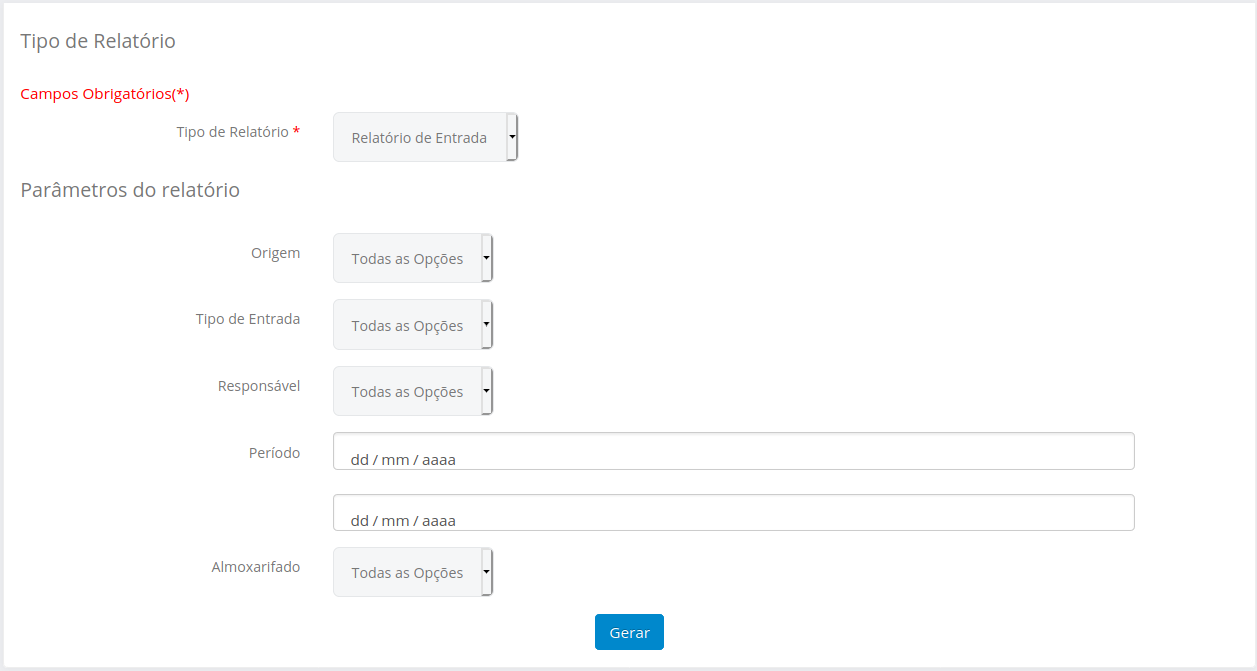 Tipo de Relatório
Campos Obrigatórios(*)
Tipo de Relatório *
Relatório de Entrada
Parâmetros do relatório
Origem
Todas as Opções
Tipo de Entrada
Todas as Opções
Responsável
Todas as Opções
Período
dd / mm / aaaa
dd / mm / aaaa
Almoxarifado
Todas as Opções
Gerar